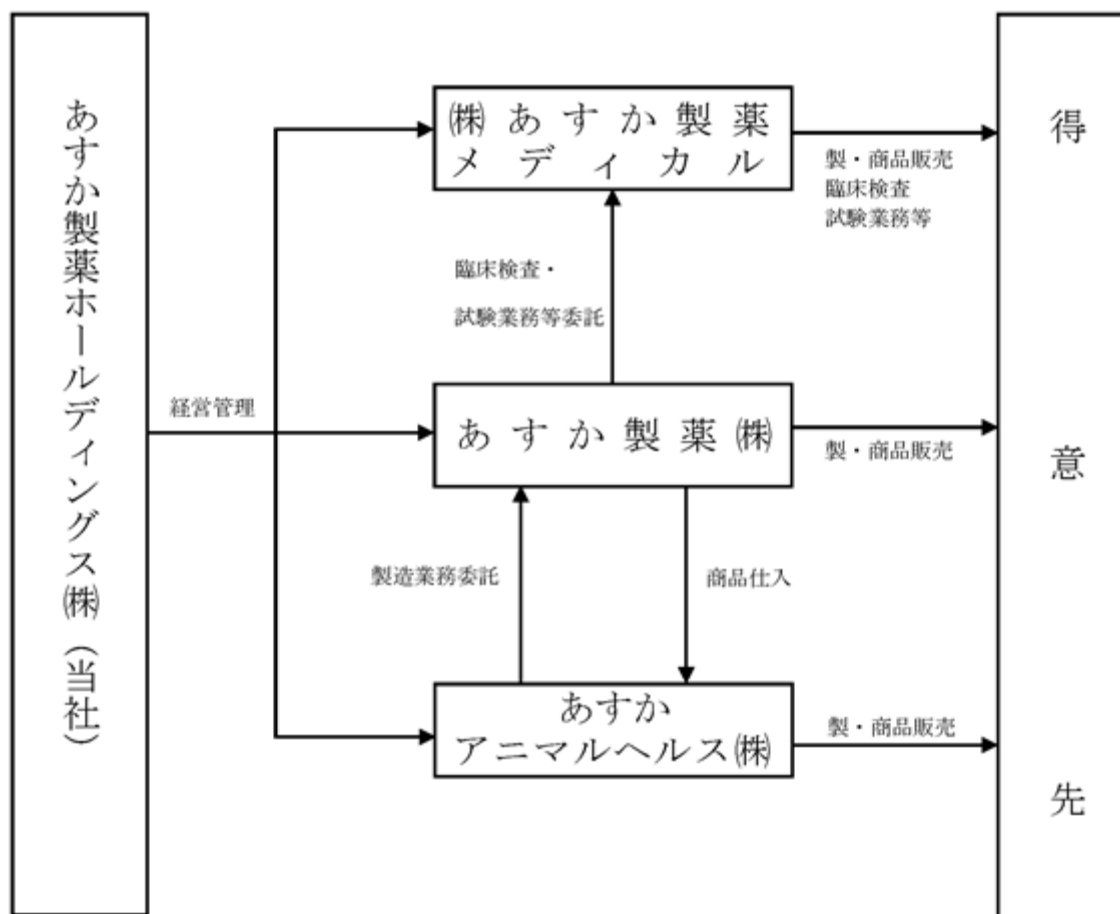 あすか製薬ホールディングス㈱（当社）
経営管理
㈱あすか製薬
メディカル
製・商品販売
臨床検査
試験業務等
臨床検査・
試験業務等委託
あすか製薬㈱
製・商品販売
製造業務委託
商品仕入
あすか
アニマルヘルス㈱
製・商品販売
得意先